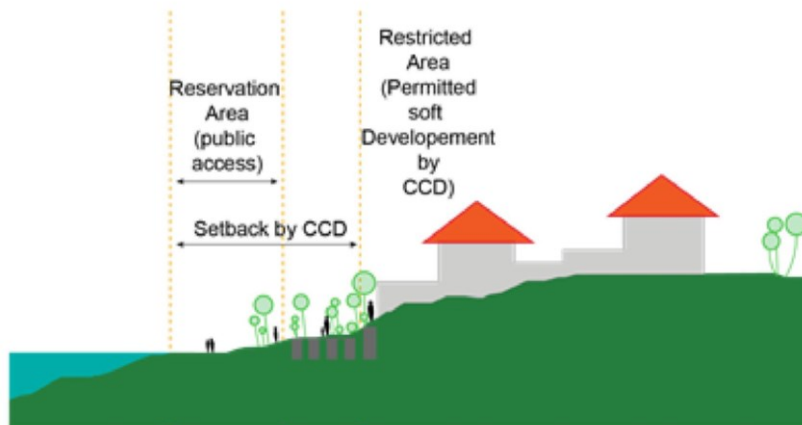 Reservation
Area
(public
access)
Setback by CCD
Restricted
Area
(Permitted
soft
Developement
by
CCD)